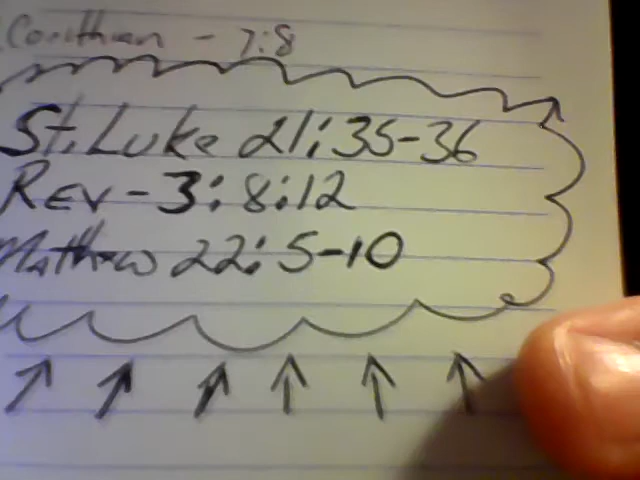 Corithian - 7:8
St. Luke 21:35-36
Rev - 3:8:12
Mathew 22:5-10